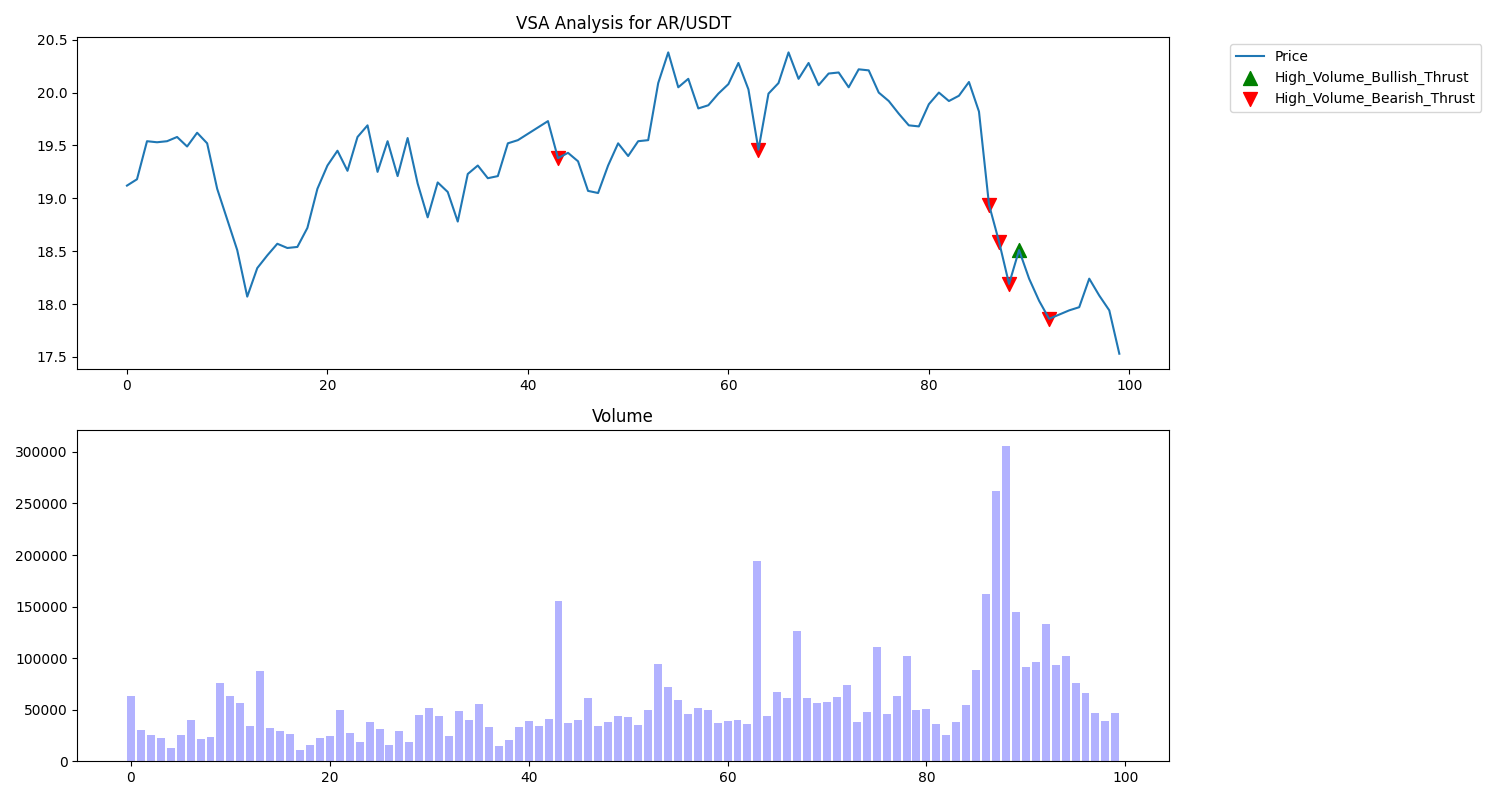 VSA Analysis for AR/USDT
20.5
20.0
19.5
19.0
18.5
18.0
17.5
0 20 40 60 80 100
Price
High_Volume_Bullish_Thrust
High_Volume_Bearish_Thrust
Volume
300000
250000
200000
150000
100000
50000
0
0 20 40 60 80 100